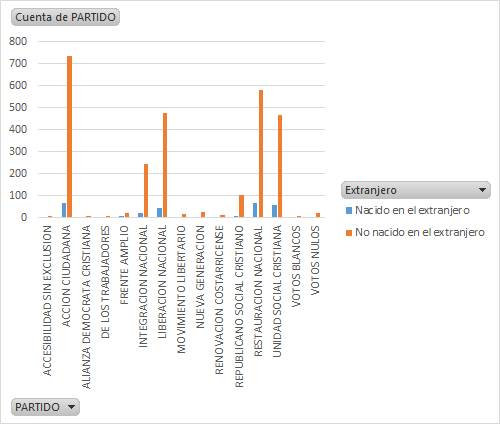 Cuenta de PARTIDO
800
700
600
500
400
300
200
100
0
ACCESIBILIDAD SIN EXCLUSION
ACCION CIUDADANA
ALIANZA DEMOCRATA CRISTIANA
DE LOS TRABAJADORES
FRENTE AMPLIO
INTEGRACION NACIONAL
LIBERACION NACIONAL
MOVIMIENTO LIBERTARIO
NUEVA GENERACION
RENOVACION COSTARRICENSE
REPUBLICANO SOCIAL CRISTIANO
RESTAURACION NACIONAL
UNIDAD SOCIAL CRISTIANA
VOTOS BLANCOS
VOTOS NULOS
Extranjero
Nacido en el extranjero
No nacido en el extranjero
PARTIDO